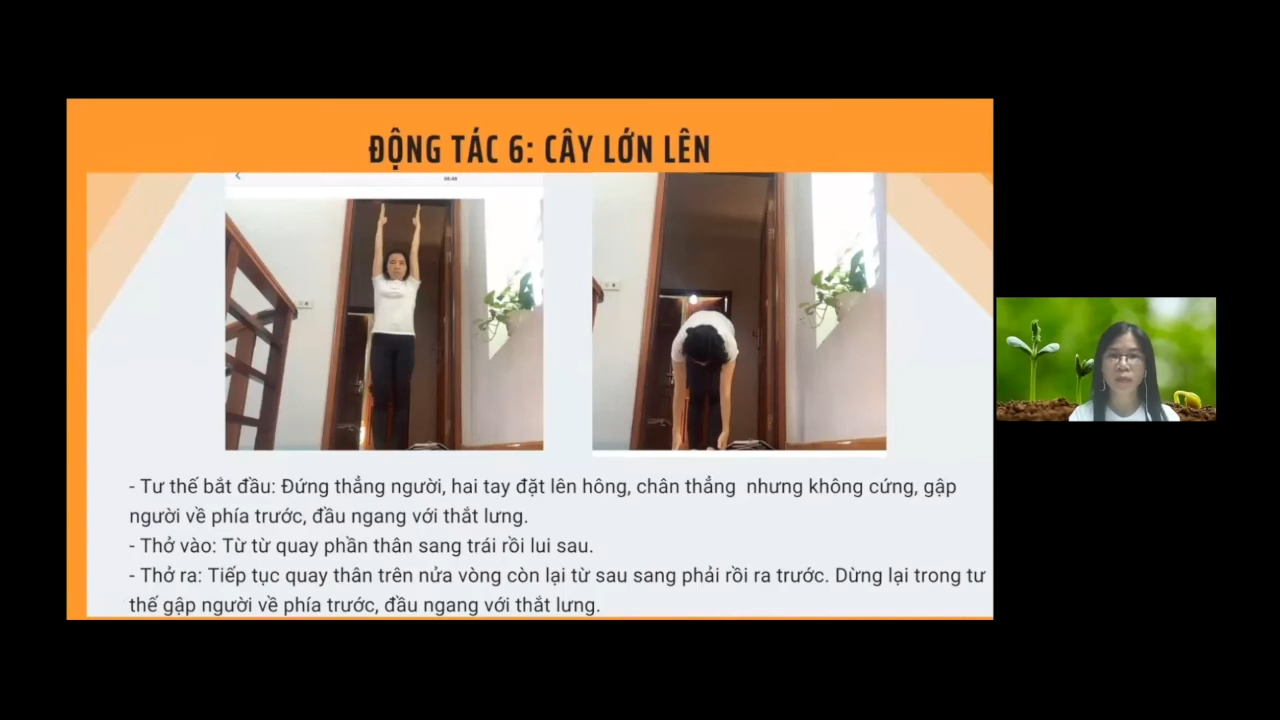 ĐỘNG TÁC 6: CÂY LỚN LÊN
- Tư thế bắt đầu: Đứng thẳng người, hai tay đặt lên hông, chân thẳng nhưng không cứng, gập
người về phía trước, đầu ngang với thắt lưng.
- Thở vào: Từ từ quay phần thân sang trái rồi lui sau.
- Thở ra: Tiếp tục quay thân trên nửa vòng còn lại từ sau sang phải rồi ra trước. Dừng lại trong tư
thế gập người về phía trước, đầu ngang với thắt lưng.